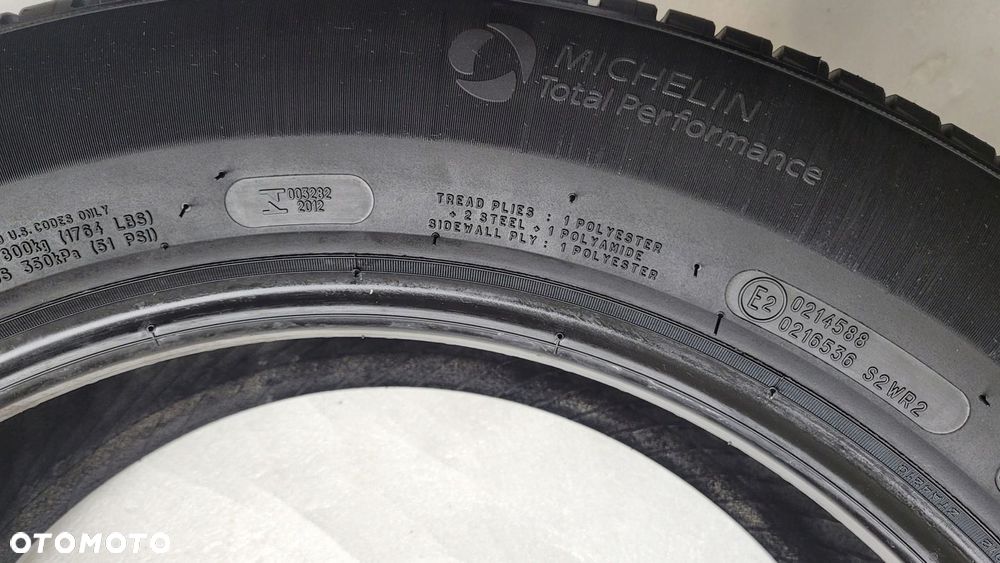 MICHELIN
Total Performance
U.S. CODES ONLY
800kg (1764 LBS)
350kPa (51 PSI)
003282
2012
TREAD PLIES : 1 POLYESTER
+ 2 STEEL + 1 POLYAMIDE
SIDEWALL PLY : 1 POLYESTER
E2
0214588
0216536 S2WR2
OTOMOTO